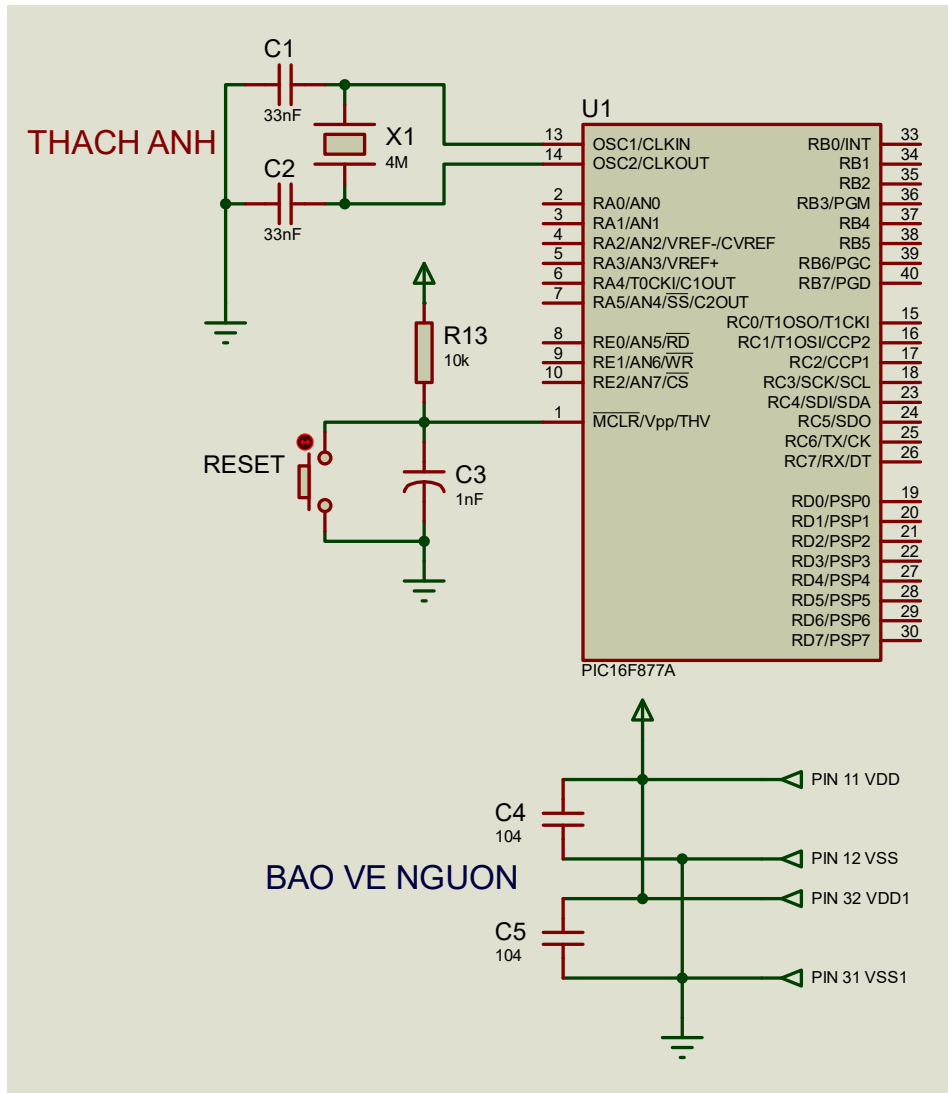 C1
33nF
THACH ANH
X1
4M
C2
33nF
R13
10k
RESET
C3
1nF
U1
13 OSC1/CLKIN
14 OSC2/CLKOUT
2 RA0/AN0
3 RA1/AN1
4 RA2/AN2/VREF-/CVREF
5 RA3/AN3/VREF+
6 RA4/T0CKI/C1OUT
7 RA5/AN4/SS/C2OUT
8 RE0/AN5/RD
9 RE1/AN6/WR
10 RE2/AN7/CS
1 MCLR/Vpp/THV
RB0/INT 33
RB1 34
RB2 35
RB3/PGM 36
RB4 37
RB5 38
RB6/PGC 39
RB7/PGD 40
RC0/T1OSO/T1CKI 15
RC1/T1OSI/CCP2 16
RC2/CCP1 17
RC3/SCK/SCL 18
RC4/SDI/SDA 23
RC5/SDO 24
RC6/TX/CK 25
RC7/RX/DT 26
RD0/PSP0 19
RD1/PSP1 20
RD2/PSP2 21
RD3/PSP3 22
RD4/PSP4 27
RD5/PSP5 28
RD6/PSP6 29
RD7/PSP7 30
PIC16F877A
BAO VE NGUON
C4
104
C5
104
PIN 11 VDD
PIN 12 VSS
PIN 32 VDD1
PIN 31 VSS1